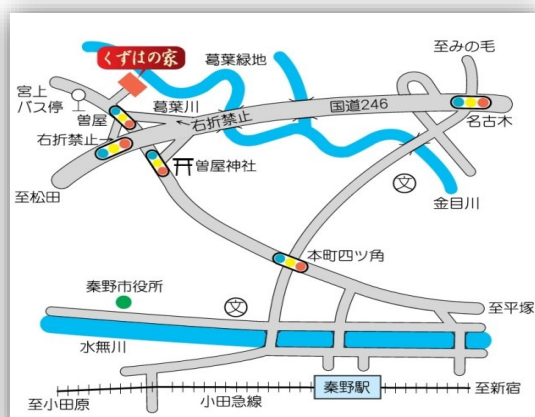 くずはの家
葛葉緑地
至みの毛
宮上
バス停
曽屋
葛葉川
←右折禁止
国道246
名古木
右折禁止→
曽屋神社
至松田
文
金目川
本町四ツ角
秦野市役所
文
至平塚
水無川
秦野駅
至小田原
小田急線
至新宿